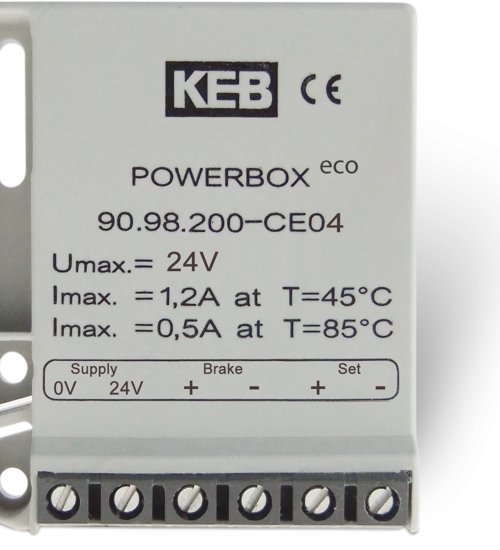 KEB CE
POWERBOX eco
90.98.200-CE04
Umax.= 24V
Imax. =1,2A at T=45°C
Imax. =0,5A at T=85°C
Supply Brake Set
0V 24V + - + -